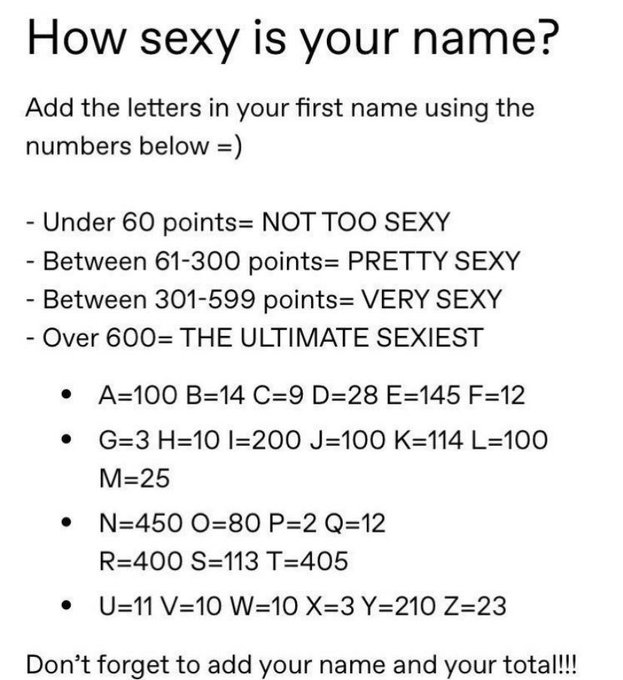 How sexy is your name?
Add the letters in your first name using the
numbers below =)
- Under 60 points= NOT TOO SEXY
- Between 61-300 points= PRETTY SEXY
- Between 301-599 points= VERY SEXY
- Over 600= THE ULTIMATE SEXIEST
• A=100 B=14 C=9 D=28 E=145 F=12
• G=3 H=10 I=200 J=100 K=114 L=100
M=25
• N=450 O=80 P=2 Q=12
R=400 S=113 T=405
• U=11 V=10 W=10 X=3 Y=210 Z=23
Don't forget to add your name and your total!!!